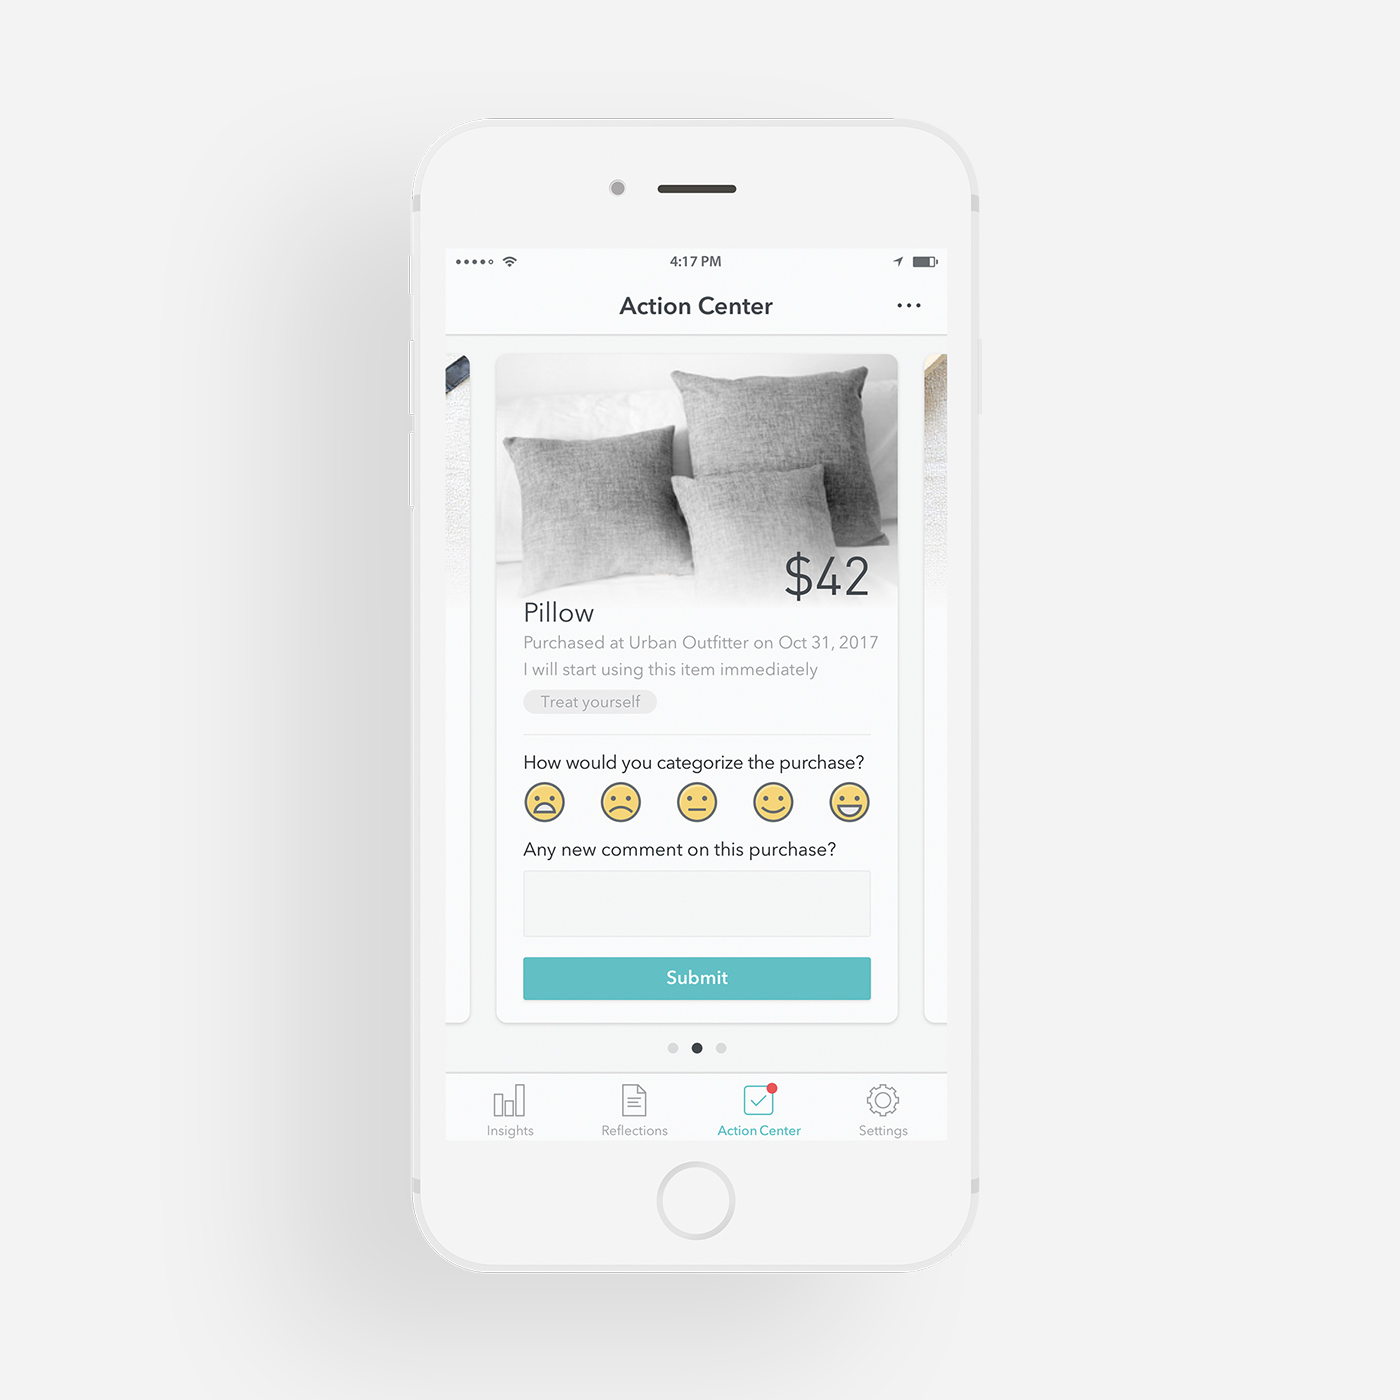 4:17 PM
Action Center
$42
Pillow
Purchased at Urban Outfitter on Oct 31, 2017
I will start using this item immediately
Treat yourself
How would you categorize the purchase?
Any new comment on this purchase?
Submit
Insights
Reflections
Action Center
Settings